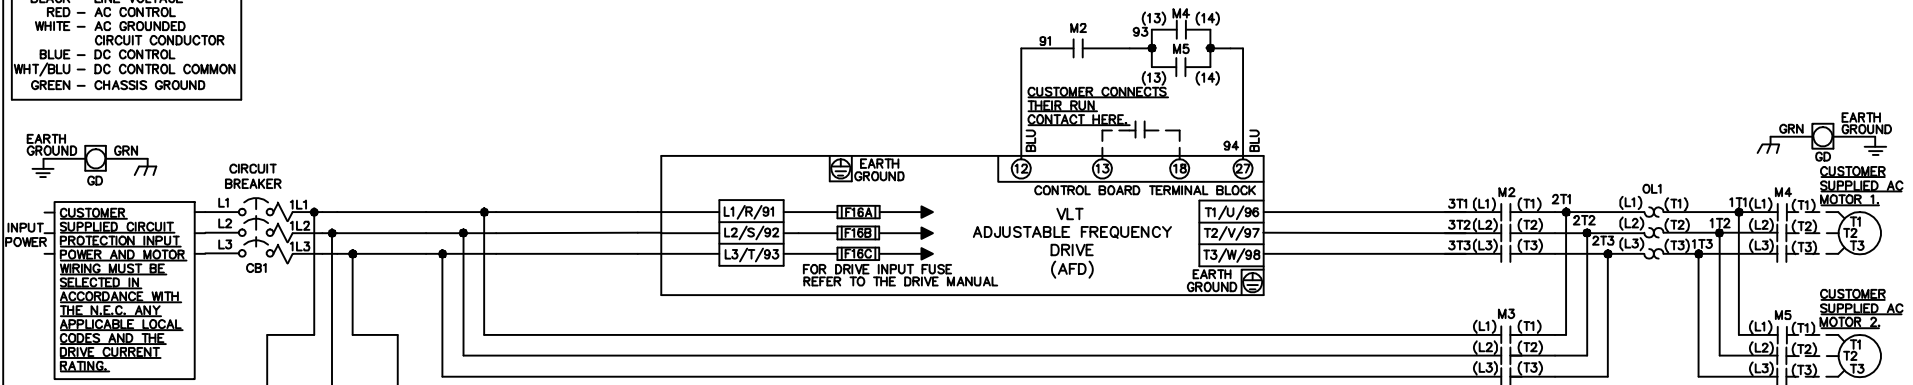 RED – AC CONTROL
WHITE – AC GROUNDED
CIRCUIT CONDUCTOR
BLUE – DC CONTROL
WHT/BLU – DC CONTROL COMMON
GREEN – CHASSIS GROUND
91
M2
93
(13) M4 (14)
M5
(13) (14)
CUSTOMER CONNECTS
THEIR RUN
CONTACT HERE.
BLU
94
BLU
12
13
18
27
CONTROL BOARD TERMINAL BLOCK
EARTH
GROUND
GRN
GD
CIRCUIT
BREAKER
L1
1L1
L2
1L2
L3
1L3
CB1
INPUT
POWER
CUSTOMER
SUPPLIED CIRCUIT
PROTECTION INPUT
POWER AND MOTOR
WIRING MUST BE
SELECTED IN
ACCORDANCE WITH
THE N.E.C. ANY
APPLICABLE LOCAL
CODES AND THE
DRIVE CURRENT
RATING.
EARTH
GROUND
L1/R/91
L2/S/92
L3/T/93
F16A
F16B
F16C
FOR DRIVE INPUT FUSE
REFER TO THE DRIVE MANUAL
VLT
ADJUSTABLE FREQUENCY
DRIVE
(AFD)
T1/U/96
T2/V/97
T3/W/98
EARTH
GROUND
M2
3T1 (L1) (T1) 2T1
3T2 (L2) (T2) 2T2
3T3 (L3) (T3) 2T3
OL1
(L1) (T1) 1T1
(L2) (T2) 1T2
(L3) (T3) 1T3
M4
(L1) (T1)
(L2) (T2)
(L3) (T3)
T1
T2
T3
GRN
GD
EARTH
GROUND
CUSTOMER
SUPPLIED AC
MOTOR 1.
M3
(L1) (T1)
(L2) (T2)
(L3) (T3)
M5
(L1) (T1)
(L2) (T2)
(L3) (T3)
T1
T2
T3
CUSTOMER
SUPPLIED AC
MOTOR 2.